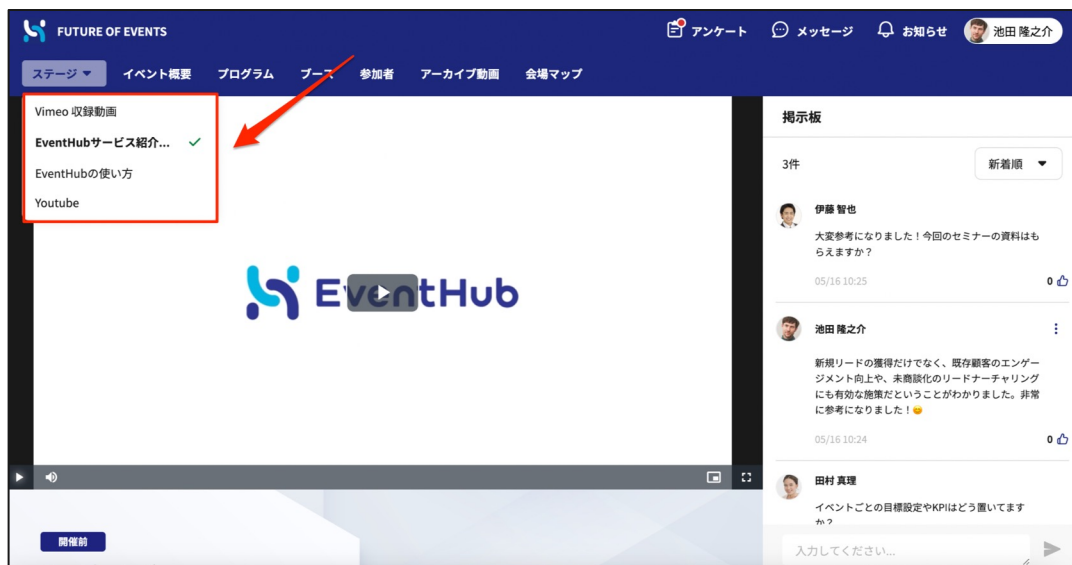 FUTURE OF EVENTS
アンケート
メッセージ
お知らせ
池田 隆之介
ステージ
イベント概要
プログラム
ブース
参加者
アーカイブ動画
会場マップ
Vimeo 収録動画
EventHubサービス紹介...
EventHubの使い方
Youtube
EventHub
開催前
掲示板
3件
新着順
伊藤 智也
大変参考になりました！今回のセミナーの資料はも
らえますか？
05/16 10:25
0
池田 隆之介
新規リードの獲得だけでなく、既存顧客のエンゲー
ジメント向上や、未商談化のリードナーチャリング
にも有効な施策だということがわかりました。非常
に参考になりました！😊
05/16 10:24
0
田村 真理
イベントごとの目標設定やKPIはどう置いてます
か？
入力してください...